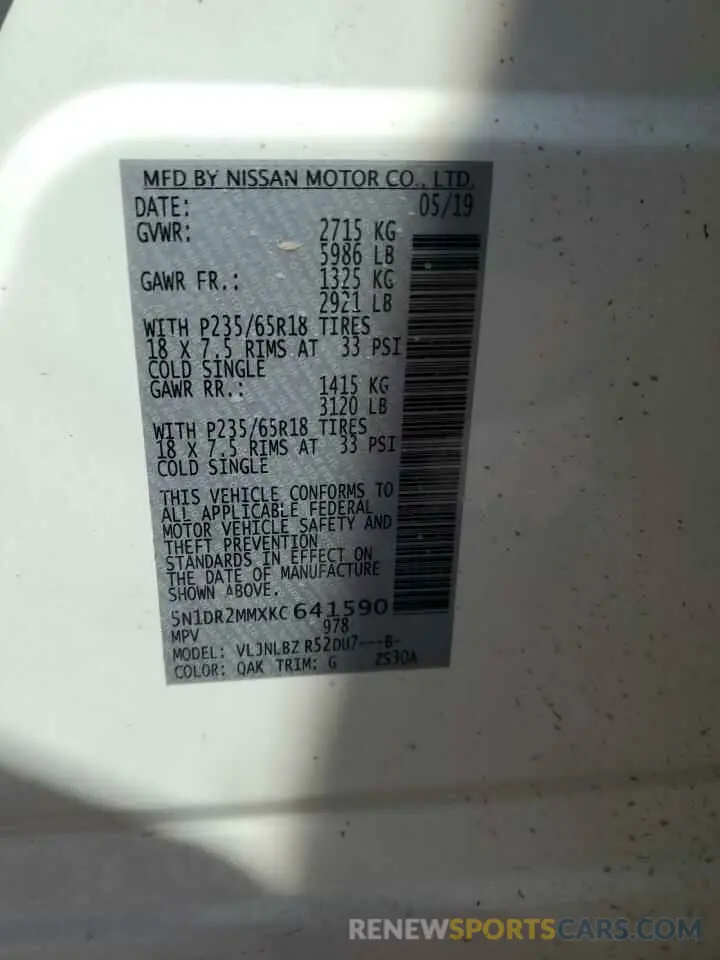 MFD BY NISSAN MOTOR CO., LTD.
DATE: 05/19
GVWR: 2715 KG
5986 LB
GAWR FR.: 1325 KG
2921 LB
WITH P235/65R18 TIRES
18 X 7.5 RIMS AT 33 PSI
COLD SINGLE
GAWR RR.: 1415 KG
3120 LB
WITH P235/65R18 TIRES
18 X 7.5 RIMS AT 33 PSI
COLD SINGLE
THIS VEHICLE CONFORMS TO
ALL APPLICABLE FEDERAL
MOTOR VEHICLE SAFETY AND
THEFT PREVENTION
STANDARDS IN EFFECT ON
THE DATE OF MANUFACTURE
SHOWN ABOVE.
5N1DR2MMXKC641590
MPV 978
MODEL: VLJNLBZ R52DU7---B-
COLOR: QAK TRIM: G ZS30A
RENEWSPORTSCARS.COM